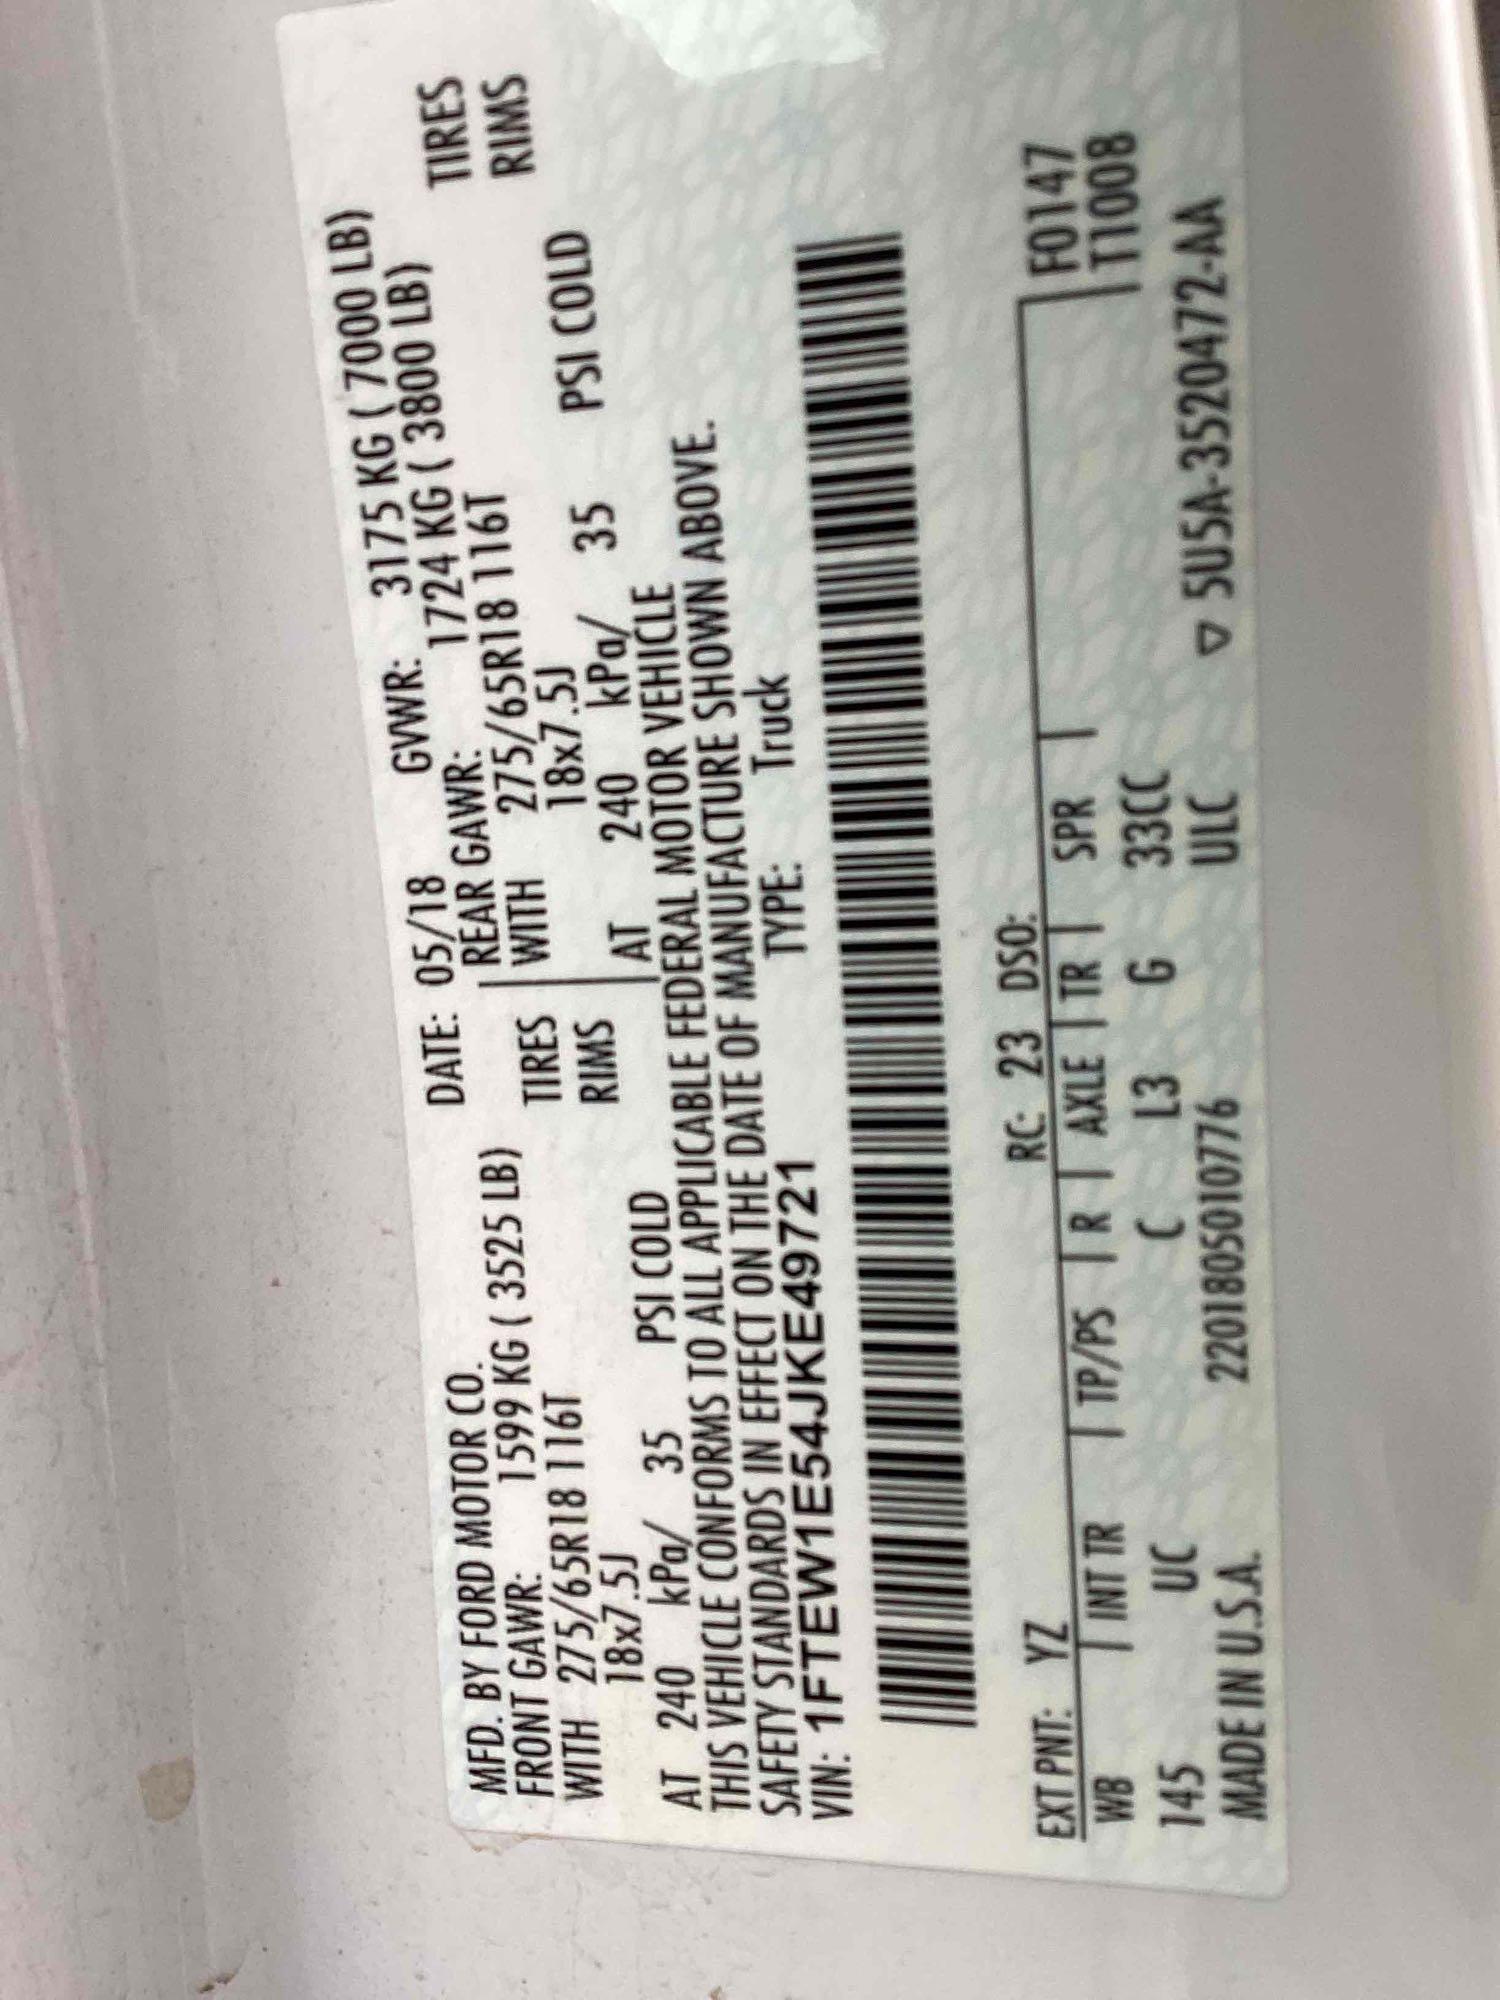 MFD. BY FORD MOTOR CO. DATE: 05/18 GVWR: 3175 KG ( 7000 LB)
FRONT GAWR: 1599 KG ( 3525 LB) REAR GAWR: 1724 KG ( 3800 LB)
WITH 275/65R18 116T TIRES WITH 275/65R18 116T TIRES
18x7.5J RIMS 18x7.5J RIMS
AT 240 kPa/ 35 PSI COLD AT 240 kPa/ 35 PSI COLD
THIS VEHICLE CONFORMS TO ALL APPLICABLE FEDERAL MOTOR VEHICLE
SAFETY STANDARDS IN EFFECT ON THE DATE OF MANUFACTURE SHOWN ABOVE.
VIN: 1FTEW1E54JKE49721 TYPE: Truck
EXT PNT: YZ RC: 23 DSO: F0147
WB INT TR TP/PS R AXLE TR SPR T1008
145 UC C L3 G 33CC
MADE IN U.S.A. 2201805010776 ULC ▽ 5U5A-3520472-AA